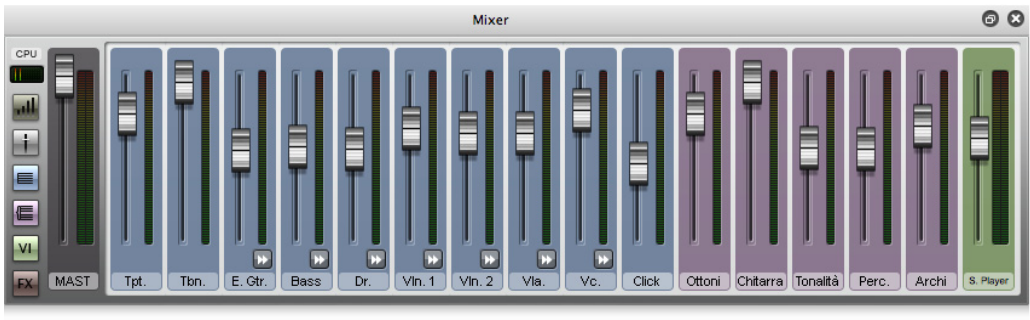 Mixer
CPU
VI
FX
MAST
Tpt.
Tbn.
E. Gtr.
Bass
Dr.
Vln. 1
Vln. 2
Vla.
Vc.
Click
Ottoni
Chitarra
Tonalità
Perc.
Archi
S. Player